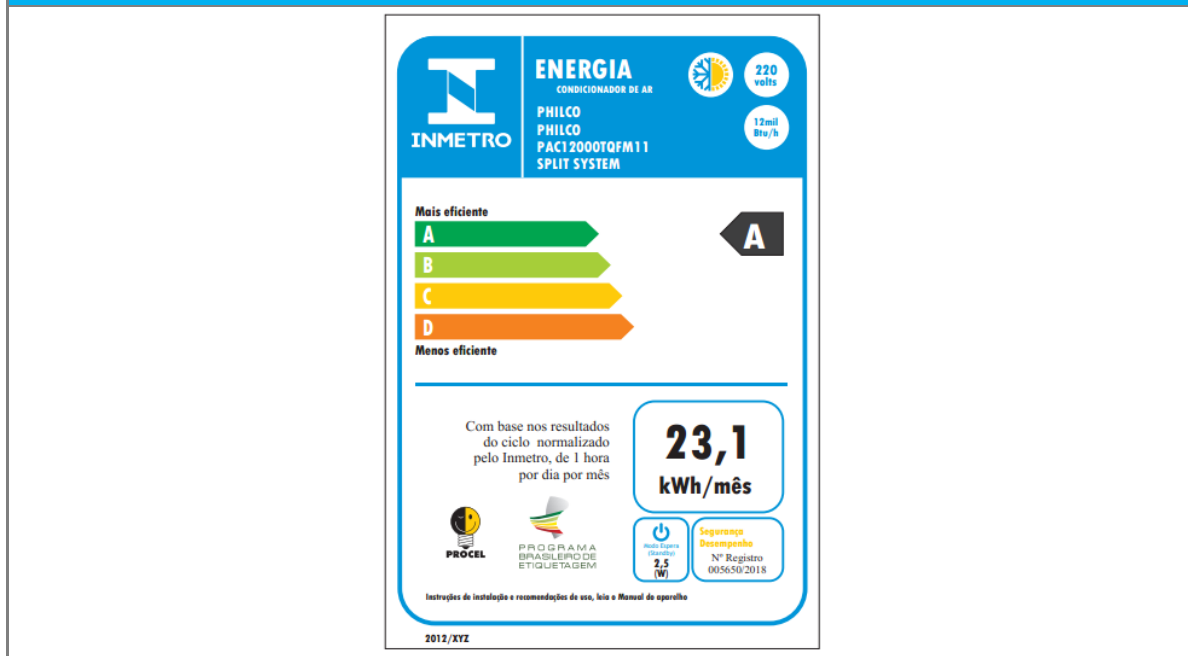 INMETRO
ENERGIA
CONDICIONADOR DE AR
PHILCO
PHILCO
PAC12000TQFM11
SPLIT SYSTEM
220
volts
12mil
Btu/h
Mais eficiente
A
A
B
C
D
Menos eficiente
Com base nos resultados
do ciclo normalizado
pelo Inmetro, de 1 hora
por dia por mês
23,1
kWh/mês
PROCEL
PROGRAMA
BRASILEIRO DE
ETIQUETAGEM
Modo Espera
(Standby)
2,5
(W)
Segurança
Desempenho
Nº Registro
005650/2018
Instruções de instalação e recomendações de uso, leia o Manual do aparelho
2012/XYZ